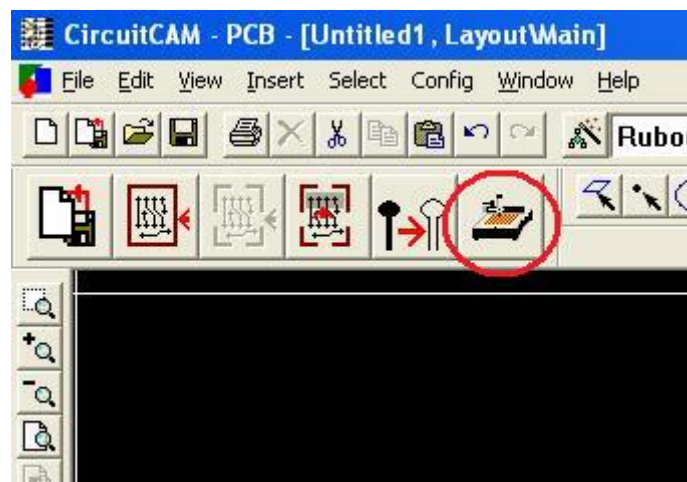 CircuitCAM - PCB - [Untitled1 , Layout\Main]
File Edit View Insert Select Config Window Help
Rubo